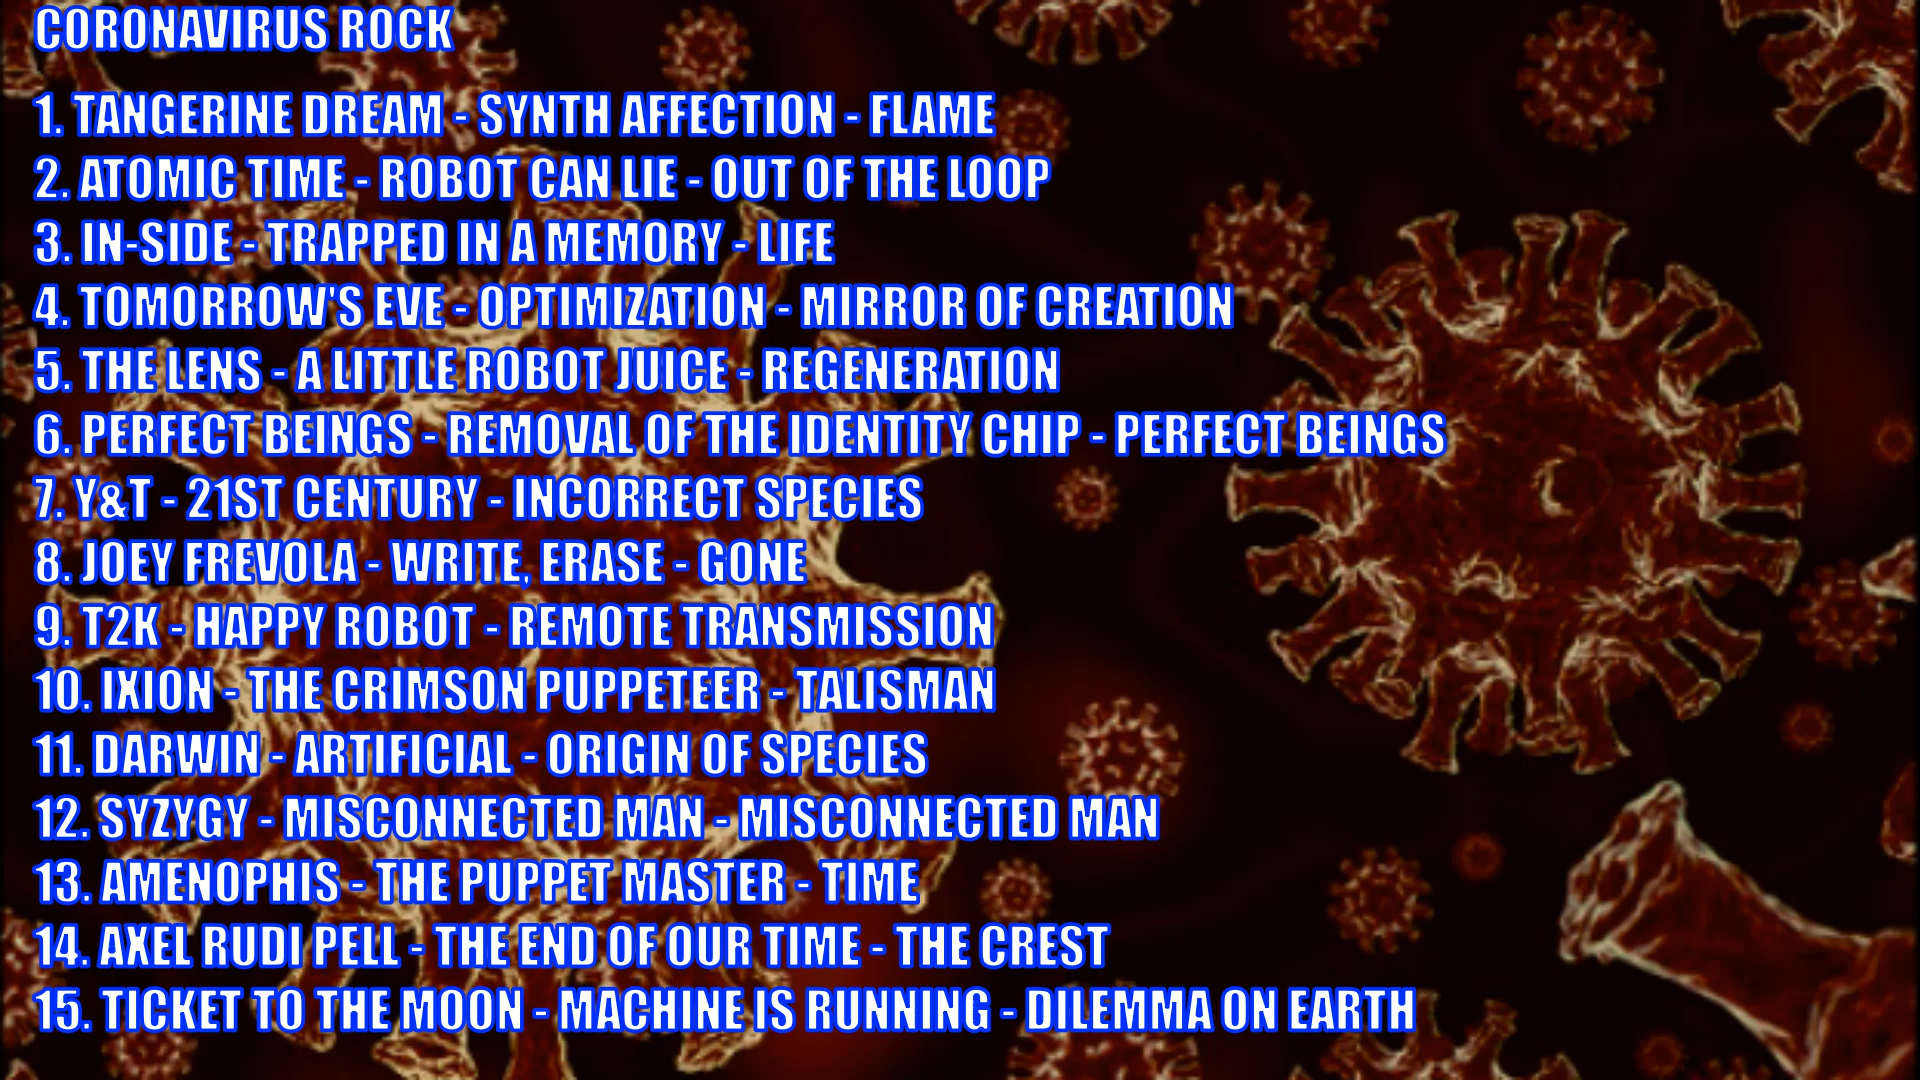 CORONAVIRUS ROCK
1. TANGERINE DREAM - SYNTH AFFECTION - FLAME
2. ATOMIC TIME - ROBOT CAN LIE - OUT OF THE LOOP
3. IN-SIDE - TRAPPED IN A MEMORY - LIFE
4. TOMORROW'S EVE - OPTIMIZATION - MIRROR OF CREATION
5. THE LENS - A LITTLE ROBOT JUICE - REGENERATION
6. PERFECT BEINGS - REMOVAL OF THE IDENTITY CHIP - PERFECT BEINGS
7. Y&T - 21ST CENTURY - INCORRECT SPECIES
8. JOEY FREVOLA - WRITE, ERASE - GONE
9. T2K - HAPPY ROBOT - REMOTE TRANSMISSION
10. IXION - THE CRIMSON PUPPETEER - TALISMAN
11. DARWIN - ARTIFICIAL - ORIGIN OF SPECIES
12. SYZYGY - MISCONNECTED MAN - MISCONNECTED MAN
13. AMENOPHIS - THE PUPPET MASTER - TIME
14. AXEL RUDI PELL - THE END OF OUR TIME - THE CREST
15. TICKET TO THE MOON - MACHINE IS RUNNING - DILEMMA ON EARTH